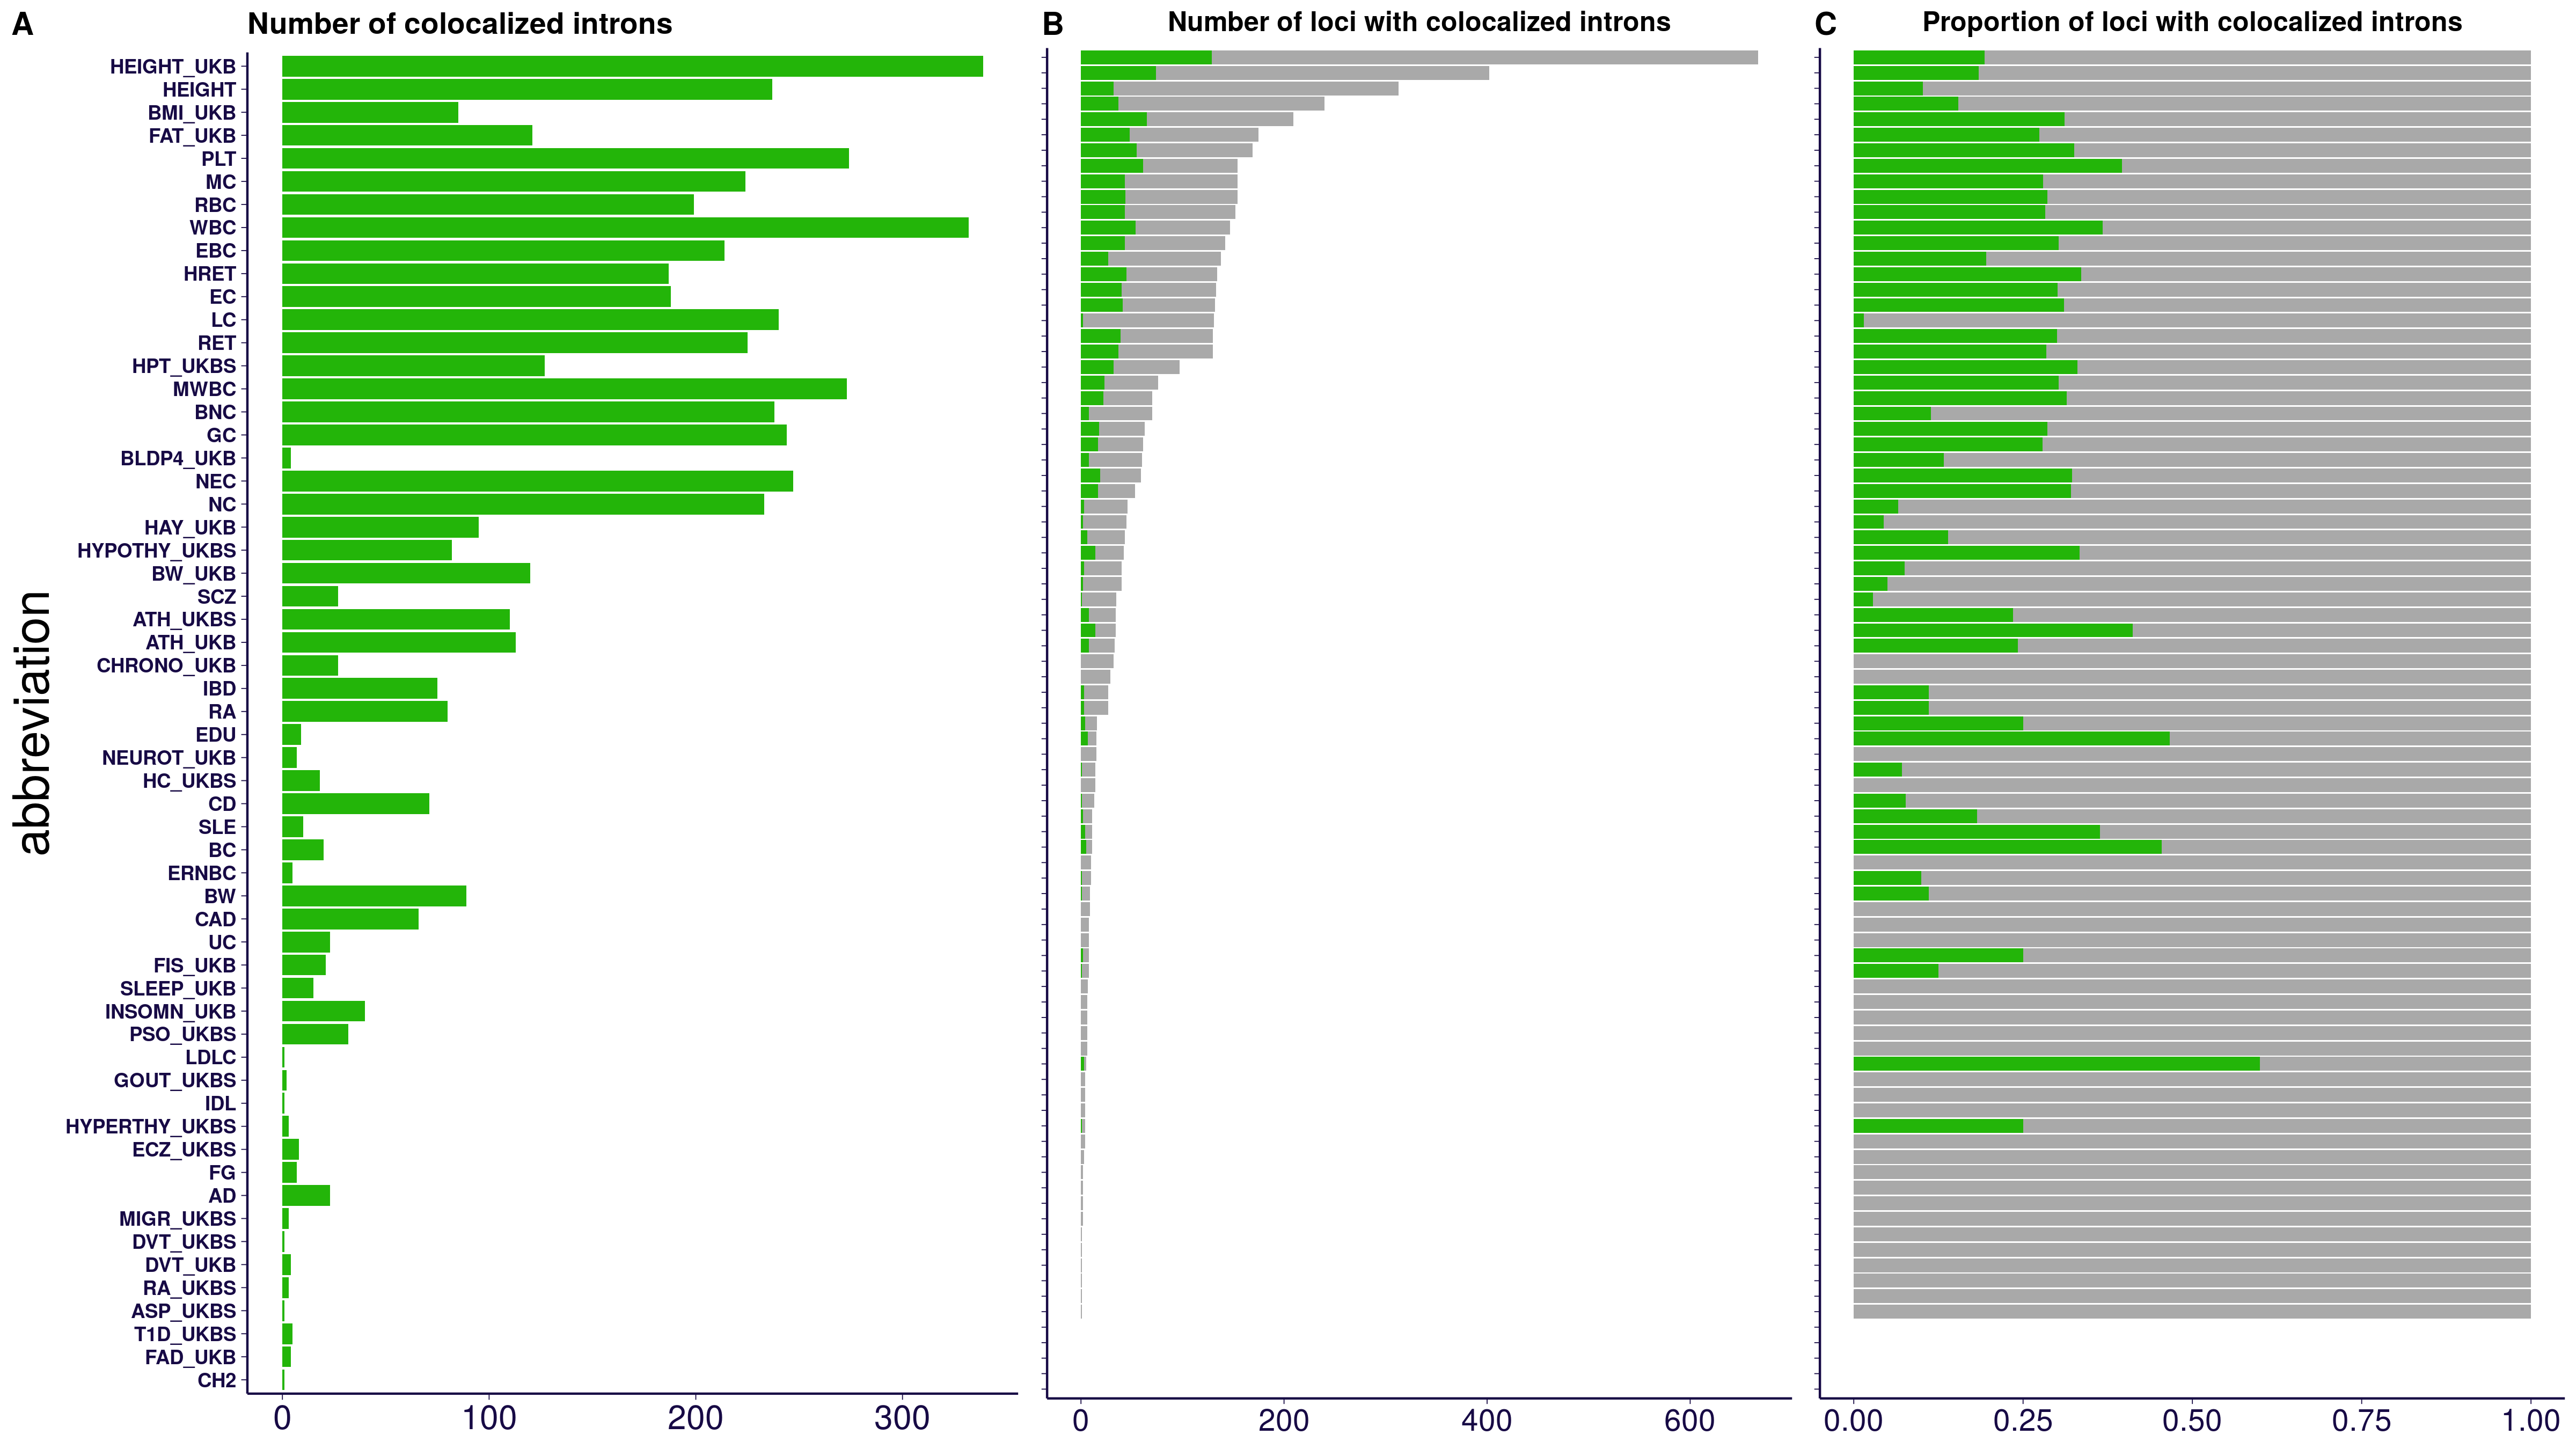 A Number of colocalized introns
B Number of loci with colocalized introns
C Proportion of loci with colocalized introns
abbreviation
HEIGHT_UKB
HEIGHT
BMI_UKB
FAT_UKB
PLT
MC
RBC
WBC
EBC
HRET
EC
LC
RET
HPT_UKBS
MWBC
BNC
GC
BLDP4_UKB
NEC
NC
HAY_UKB
HYPOTHY_UKBS
BW_UKB
SCZ
ATH_UKBS
ATH_UKB
CHRONO_UKB
IBD
RA
EDU
NEUROT_UKB
HC_UKBS
CD
SLE
BC
ERNBC
BW
CAD
UC
FIS_UKB
SLEEP_UKB
INSOMN_UKB
PSO_UKBS
LDLC
GOUT_UKBS
IDL
HYPERTHY_UKBS
ECZ_UKBS
FG
AD
MIGR_UKBS
DVT_UKBS
DVT_UKB
RA_UKBS
ASP_UKBS
T1D_UKBS
FAD_UKB
CH2
0 100 200 300
0 200 400 600
0.00 0.25 0.50 0.75 1.00